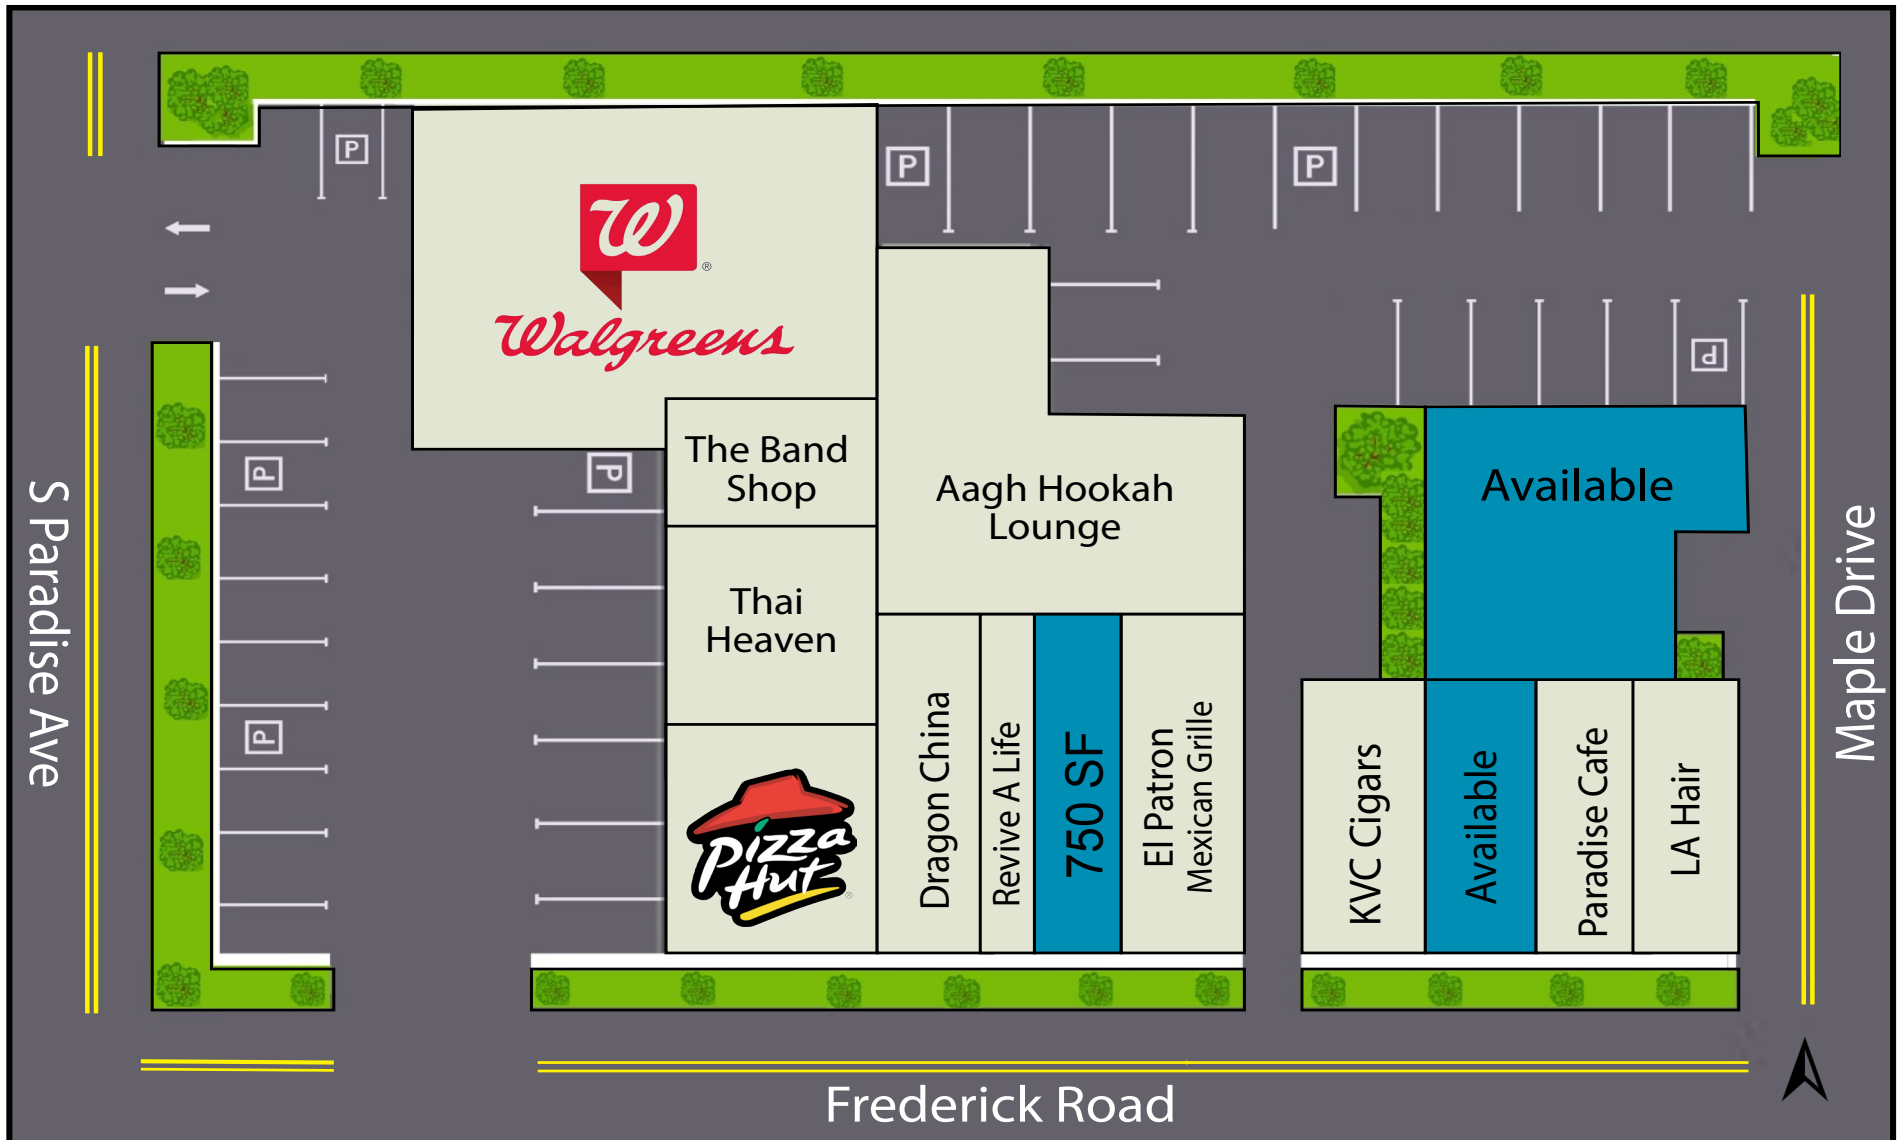 P
P
P
W
®
Walgreens
P
The Band
Shop
Aagh Hookah
Lounge
Available
P
P
S Paradise Ave
Maple Drive
Thai
Heaven
P
Pizza
Hut
®
Dragon China
Revive A Life
750 SF
El Patron
Mexican Grille
KVC Cigars
Available
Paradise Cafe
LA Hair
Frederick Road